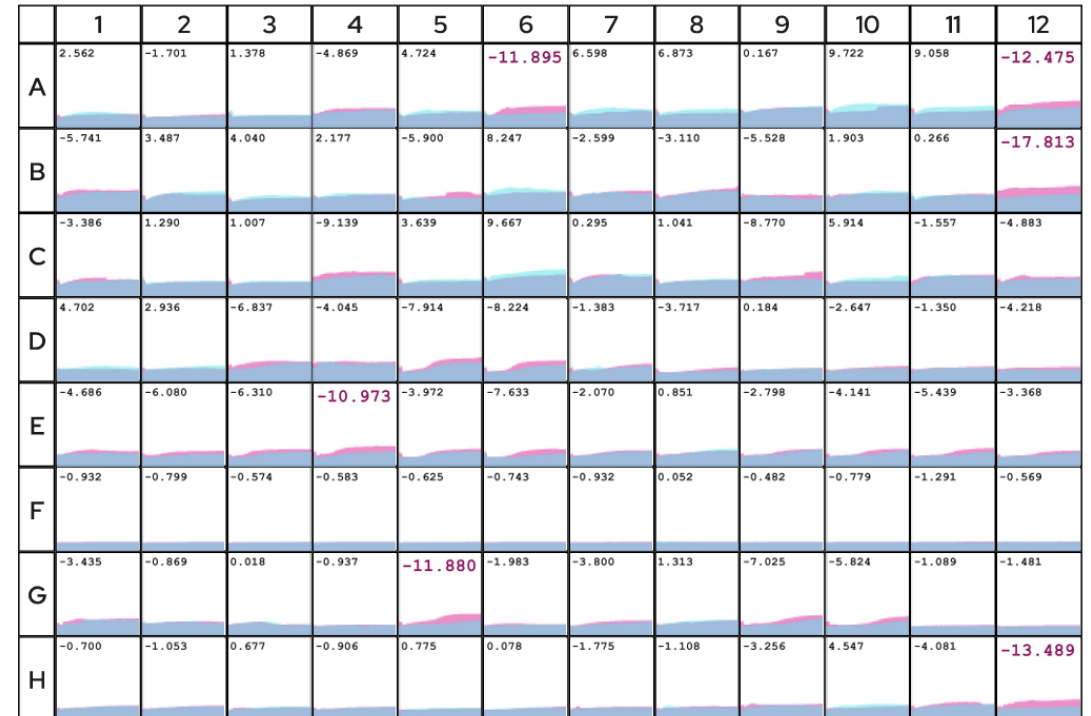 1 2 3 4 5 6 7 8 9 10 11 12
A 2.562 -1.701 1.378 -4.869 4.724 -11.895 6.598 6.873 0.167 9.722 9.058 -12.475
B -5.741 3.487 4.040 2.177 -5.900 8.247 -2.599 -3.110 -5.528 1.903 0.266 -17.813
C -3.386 1.290 1.007 -9.139 3.639 9.667 0.295 1.041 -8.770 5.914 -1.557 -4.883
D 4.702 2.936 -6.837 -4.045 -7.914 -8.224 -1.383 -3.717 0.184 -2.647 -1.350 -4.218
E -4.686 -6.080 -6.310 -10.973 -3.972 -7.633 -2.070 0.851 -2.798 -4.141 -5.439 -3.368
F -0.932 -0.799 -0.574 -0.583 -0.625 -0.743 -0.932 0.052 -0.482 -0.779 -1.291 -0.569
G -3.435 -0.869 0.018 -0.937 -11.880 -1.983 -3.800 1.313 -7.025 -5.824 -1.089 -1.481
H -0.700 -1.053 0.677 -0.906 0.775 0.078 -1.775 -1.108 -3.256 4.547 -4.081 -13.489